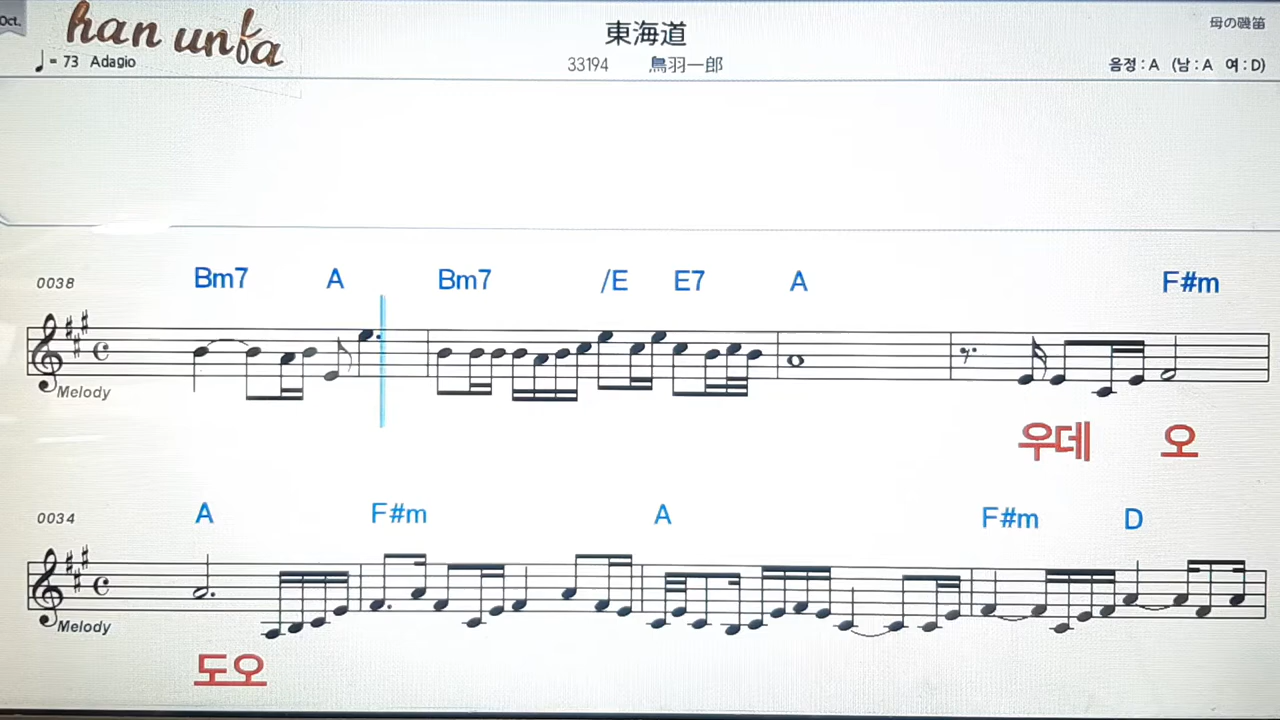 Oct.
han unfa
東海道
母の磯笛
♩= 73 Adagio
33194 鳥羽一郎
음정 : A (남 : A 여 : D)
0038
Bm7 A Bm7 /E E7 A F#m
Melody
우데 오
0034
A F#m A F#m D
Melody
도오